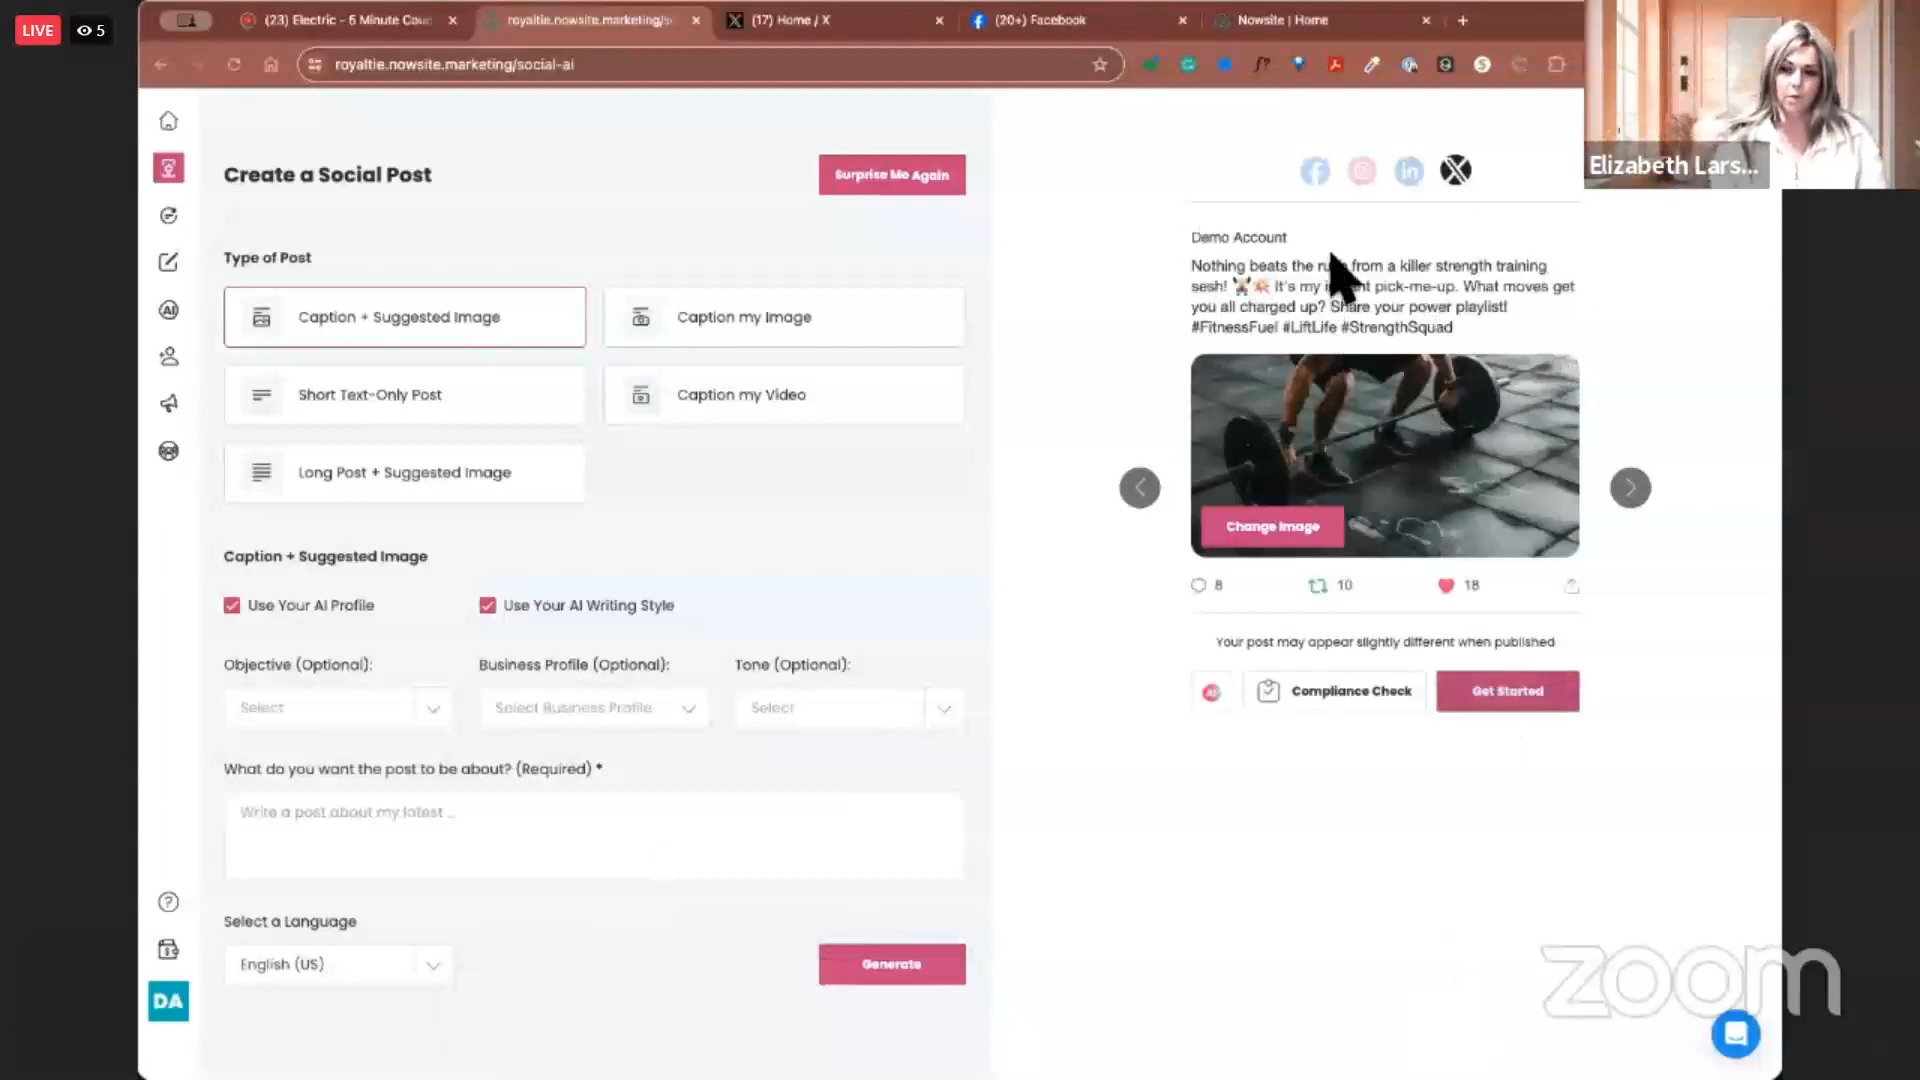 LIVE 5
(23) Electric - 5 Minute Coun
royaltie.nowsite.marketing/s
(17) Home / X
(20+) Facebook
Nowsite | Home
royaltie.nowsite.marketing/social-ai
Elizabeth Lars...
Create a Social Post
Surprise Me Again
Type of Post
Caption + Suggested Image
Caption my Image
Short Text-Only Post
Caption my Video
Long Post + Suggested Image
Caption + Suggested Image
Use Your AI Profile
Use Your AI Writing Style
Objective (Optional):
Business Profile (Optional):
Tone (Optional):
Select
Select Business Profile
Select
What do you want the post to be about? (Required) *
Write a post about my latest ...
Select a Language
English (US)
Generate
AI
DA
Demo Account
Nothing beats the from a killer strength training
sesh! 🏋️💥 It's my pick-me-up. What moves get
you all charged up? Share your power playlist!
#FitnessFuel #LiftLife #StrengthSquad
Change Image
8
10
18
Your post may appear slightly different when published
AI
Compliance Check
Get Started
zoom